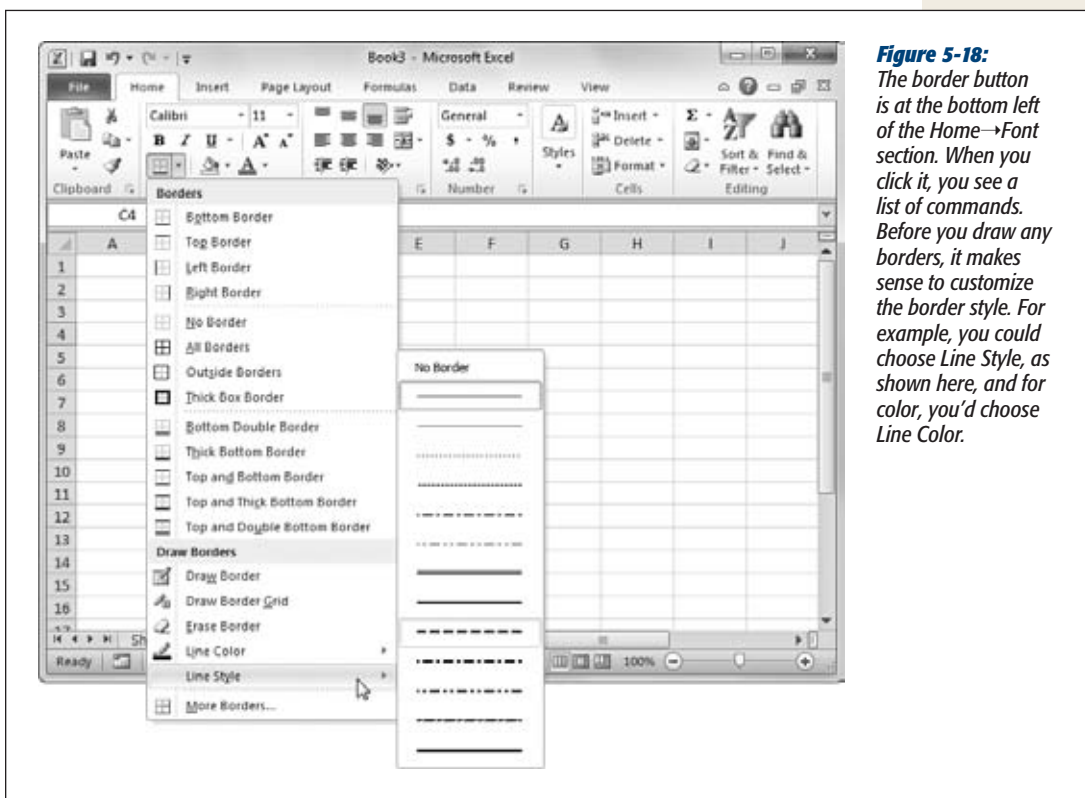 Book3 - Microsoft Excel
File Home Insert Page Layout Formulas Data Review View
Calibri 11 General Insert
B I U A A $ % , Delete
Paste A Styles Format Sort & Filter Find & Select
Clipboard Number Cells Editing
C4
Borders
Bottom Border
Top Border
Left Border
Right Border
No Border
All Borders
Outside Borders
Thick Box Border
Bottom Double Border
Thick Bottom Border
Top and Bottom Border
Top and Thick Bottom Border
Top and Double Bottom Border
Draw Borders
Draw Border
Draw Border Grid
Erase Border
Line Color
Line Style
More Borders...
No Border
A E F G H I J
1
2
3
4
5
6
7
8
9
10
11
12
13
14
15
16
Sh
Ready 100%
Figure 5-18:
The border button
is at the bottom left
of the Home→Font
section. When you
click it, you see a
list of commands.
Before you draw any
borders, it makes
sense to customize
the border style. For
example, you could
choose Line Style, as
shown here, and for
color, you’d choose
Line Color.